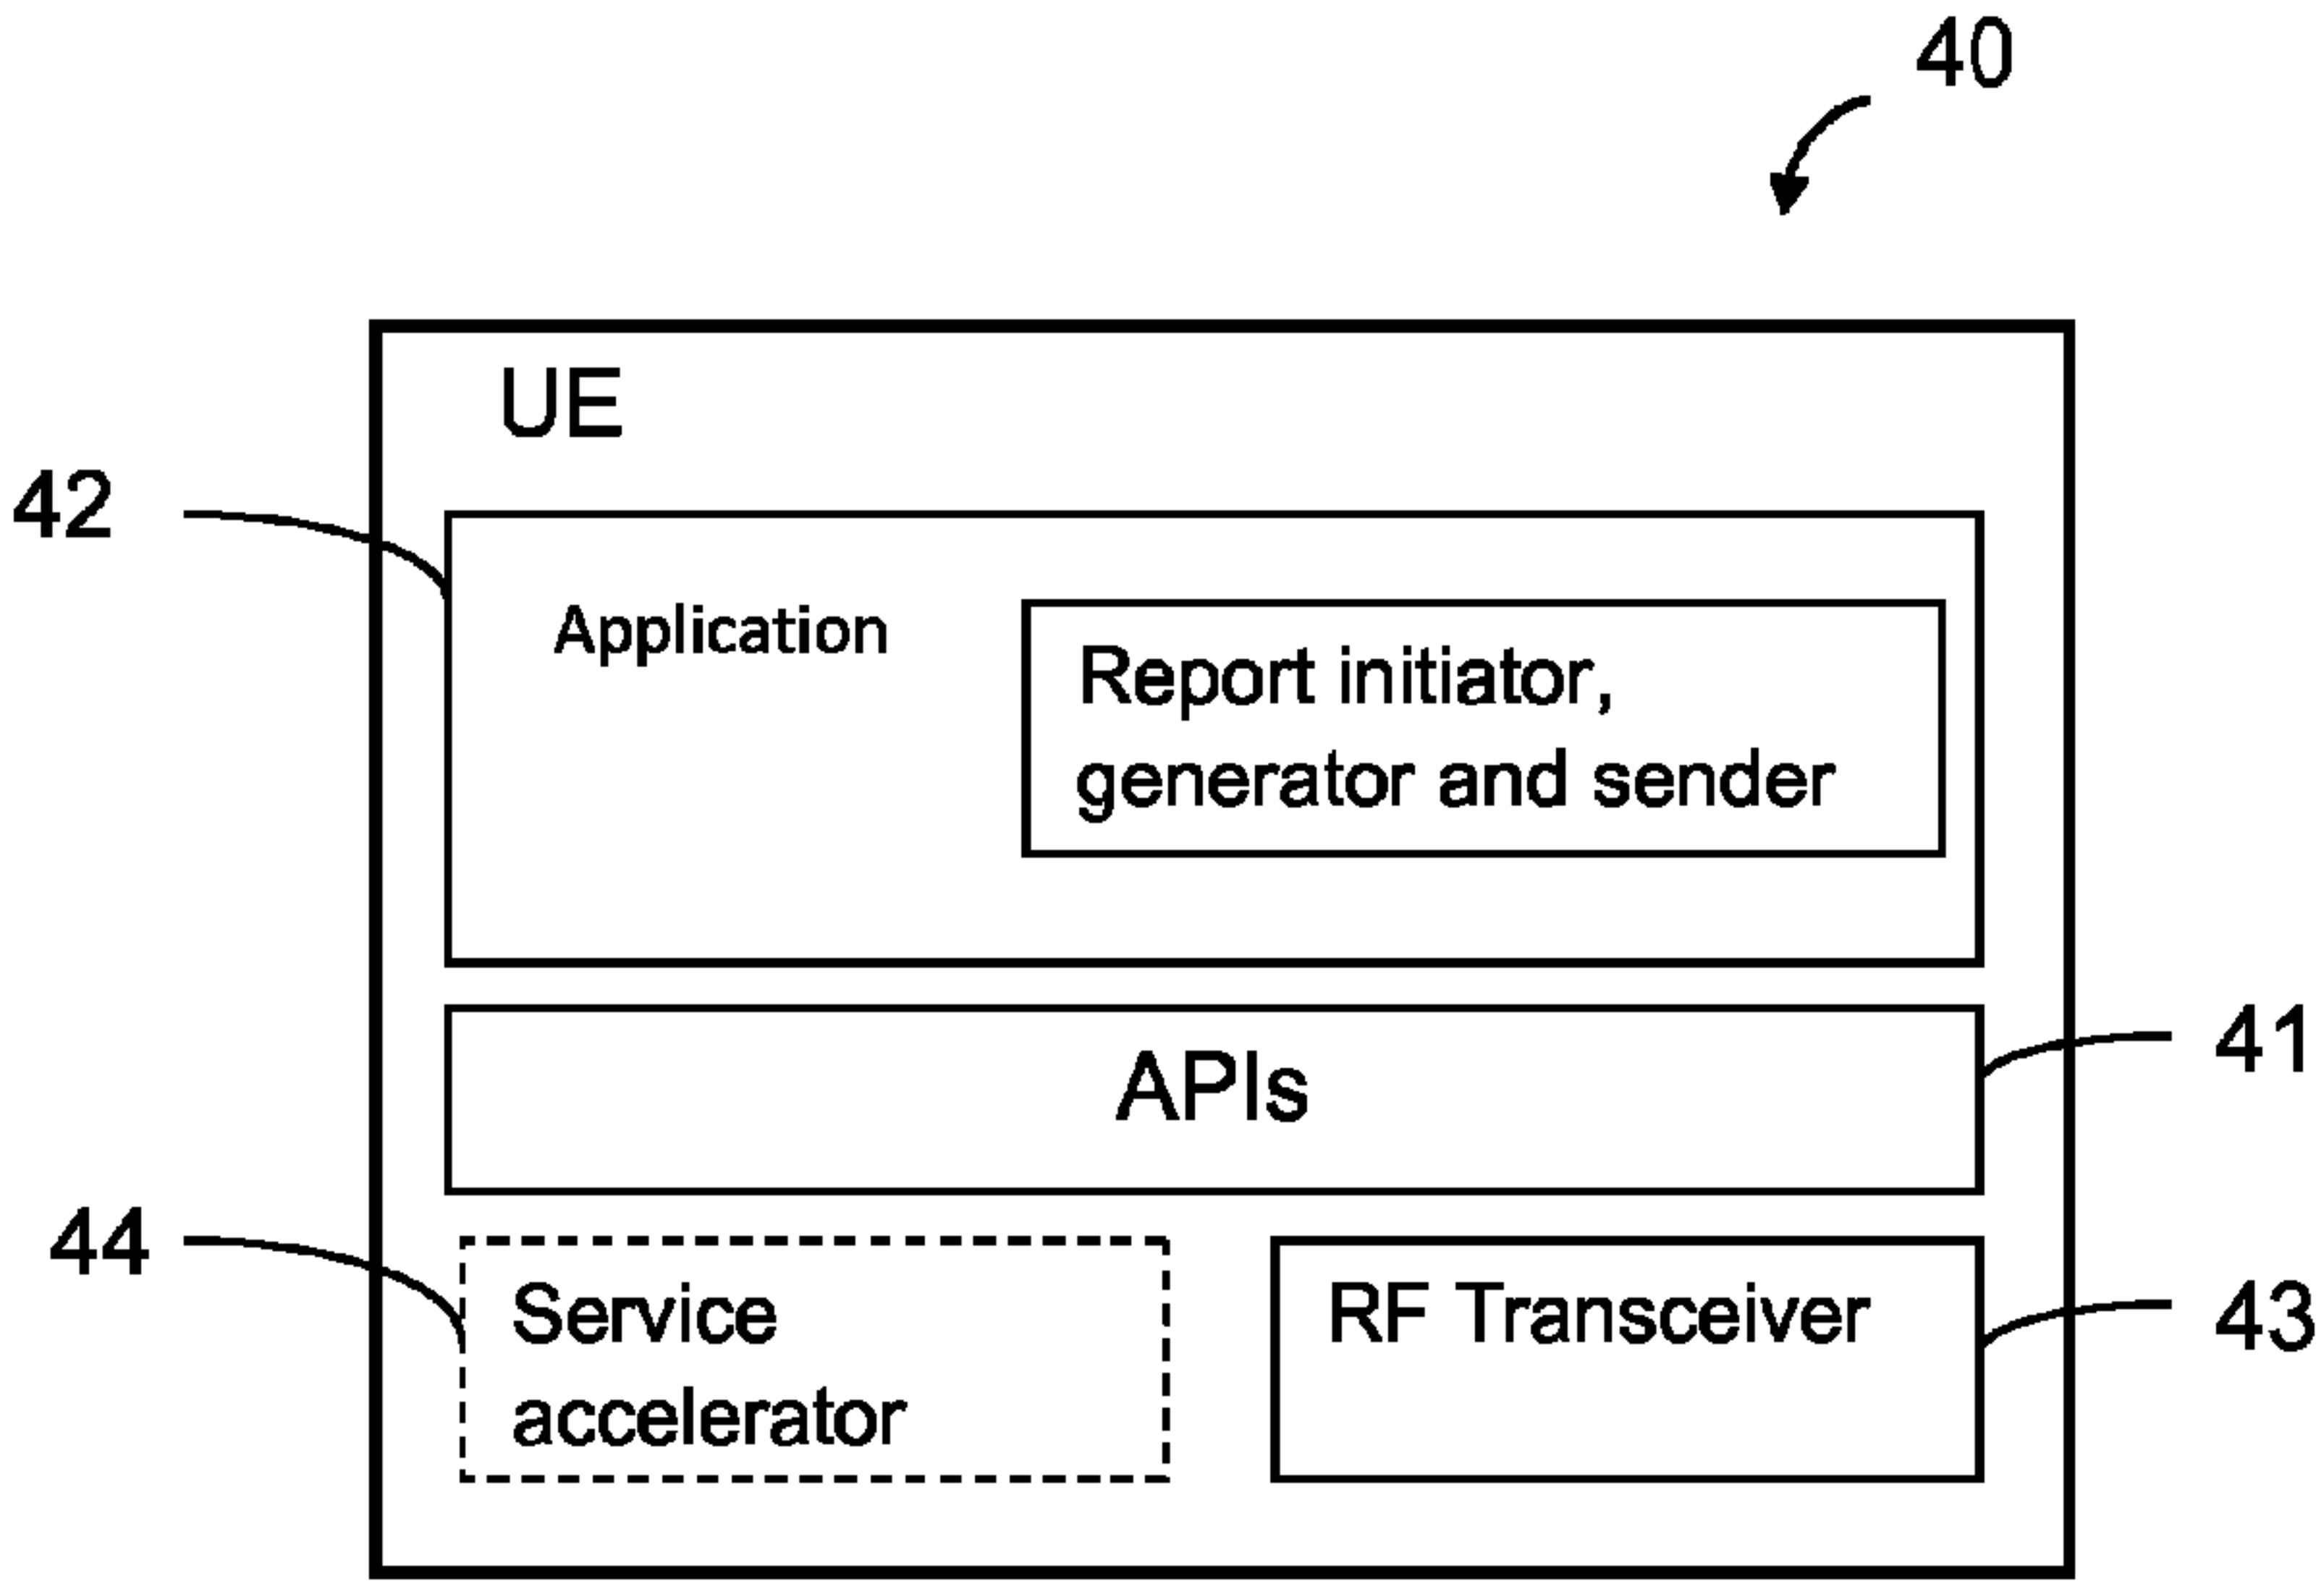 40
UE
42
Application
Report initiator,
generator and sender
APIs
41
44
Service
accelerator
RF Transceiver
43